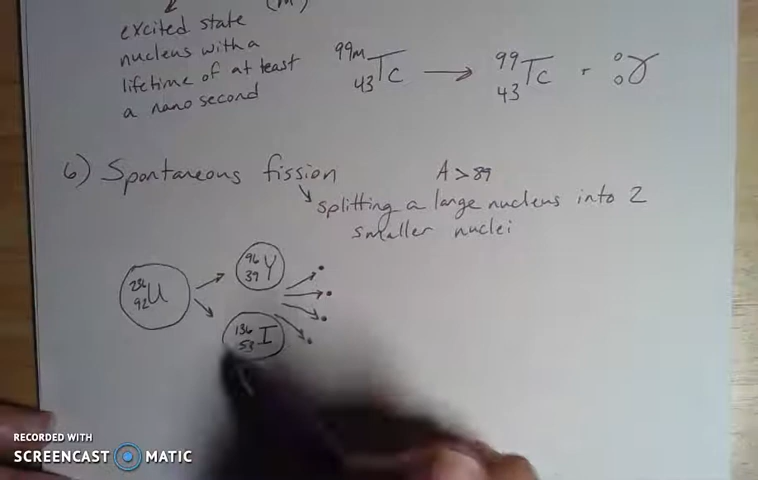 (m)
excited state
nucleus with a
lifetime of at least
a nano second
99m 43 Tc → 99 43 Tc + 0 0 γ
6) Spontaneous fission A > 89
splitting a large nucleus into 2
smaller nuclei
236 92 U
96 39 Y
136 53 I
RECORDED WITH
SCREENCAST MATIC